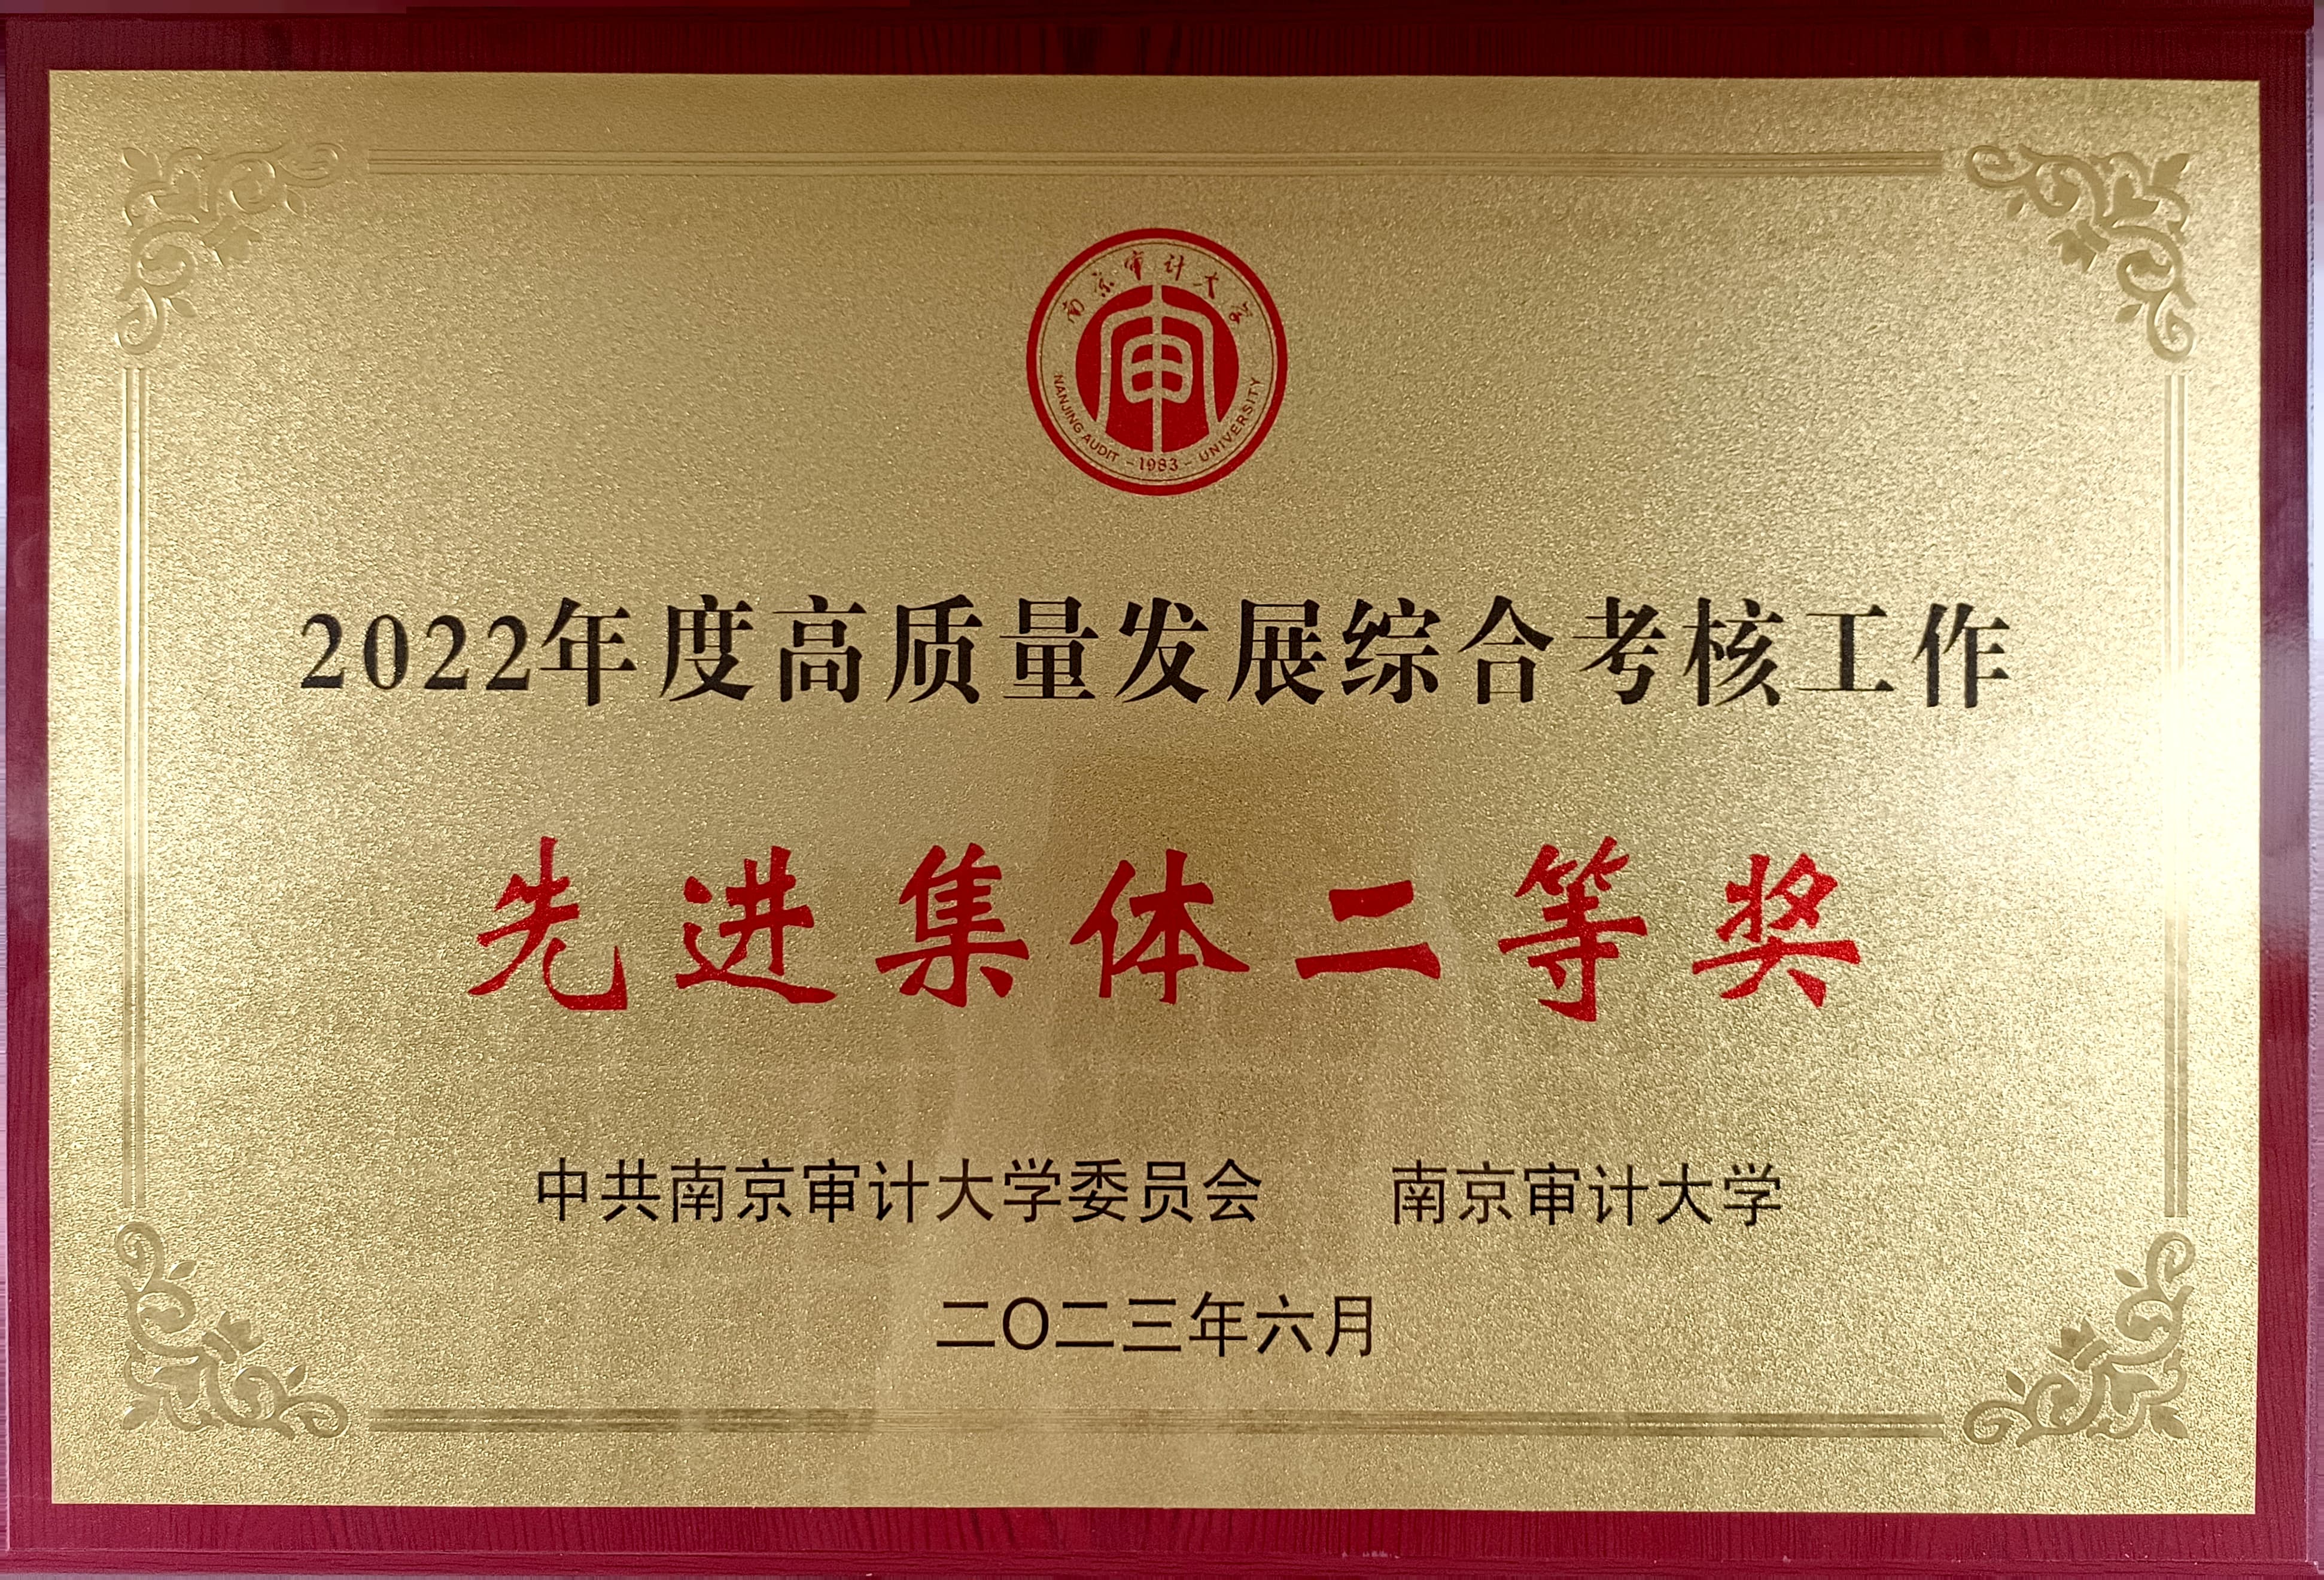 南京审计大学
NANJING AUDIT -1983- UNIVERSITY
审
2022年度高质量发展综合考核工作
先进集体二等奖
中共南京审计大学委员会 南京审计大学
二〇二三年六月